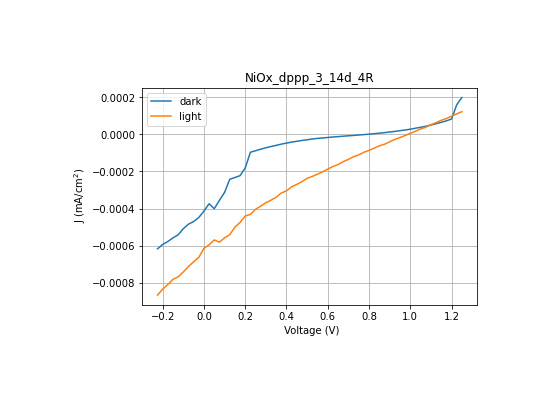 NiOx_dppp_3_14d_4R
dark
light
0.0002
0.0000
−0.0002
−0.0004
−0.0006
−0.0008
J (mA/cm²)
−0.2
0.0
0.2
0.4
0.6
0.8
1.0
1.2
Voltage (V)